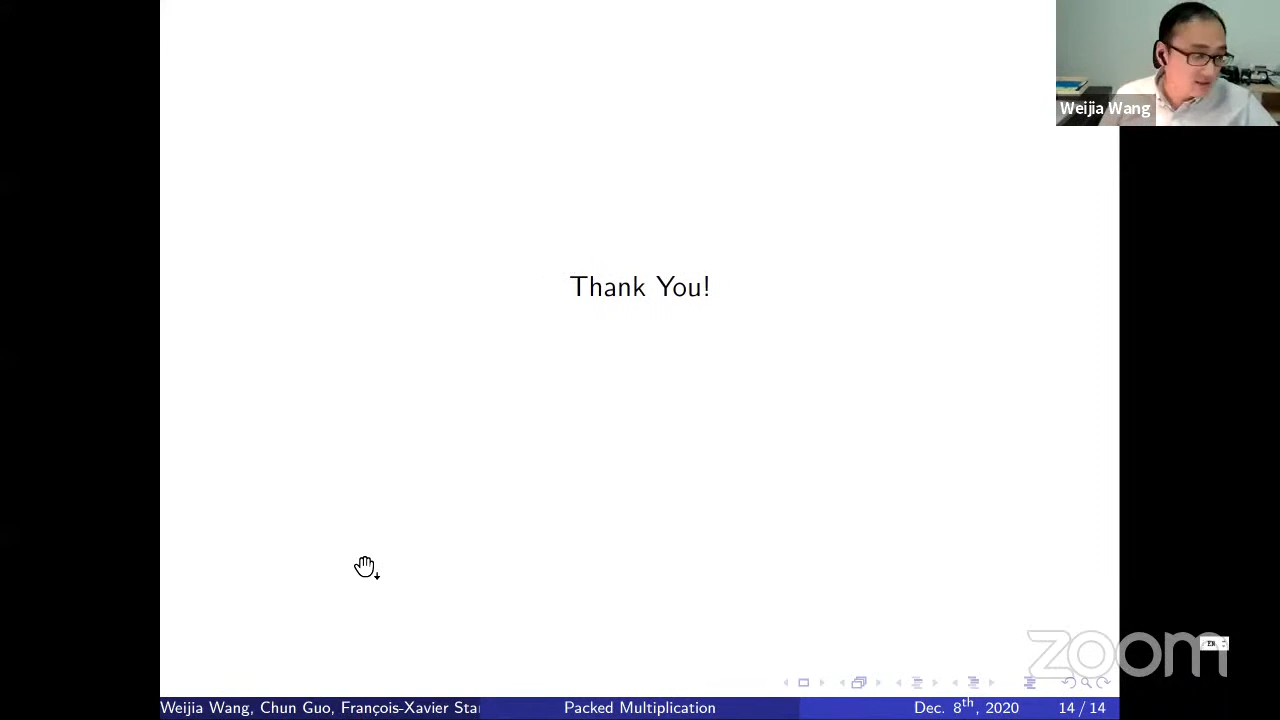 Weijia Wang
Thank You!
zoom
EN
Weijia Wang, Chun Guo, François-Xavier Sta
Packed Multiplication
Dec. 8th, 2020
14 / 14